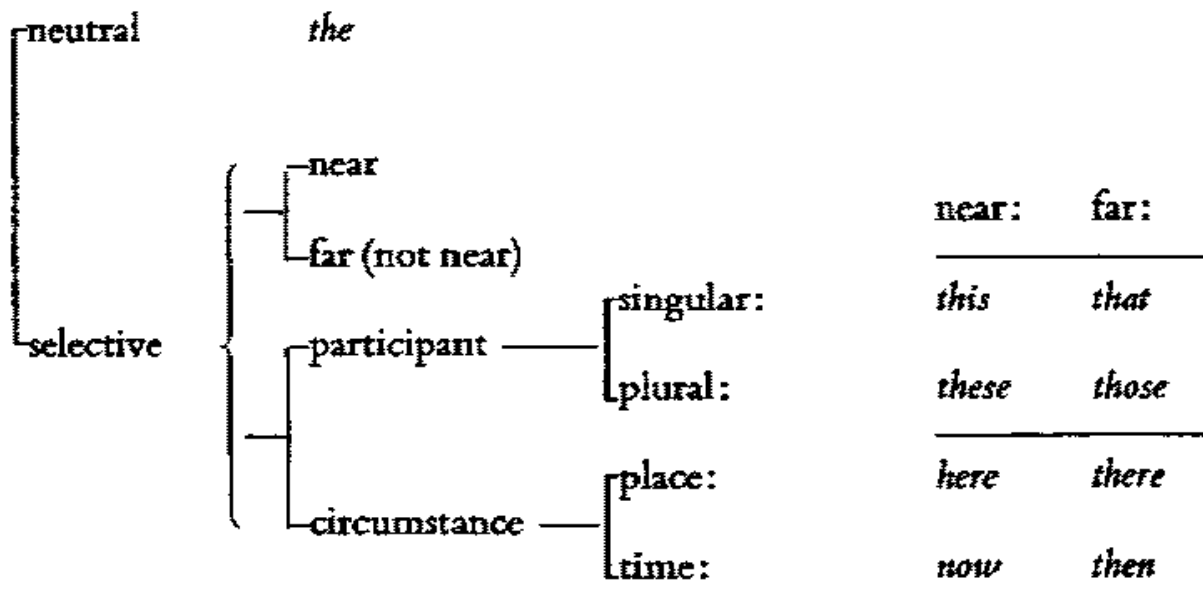 neutral the
near
near: far:
far (not near)
singular: this that
selective participant
plural: these those
place: here there
circumstance
time: now then